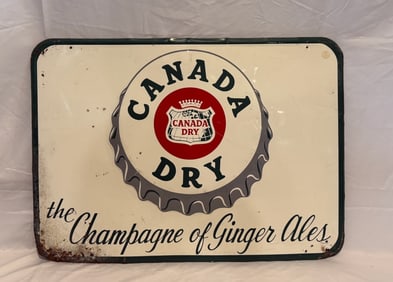 CANADA
CANADA
DRY
DRY
the
Champagne of Ginger Ales